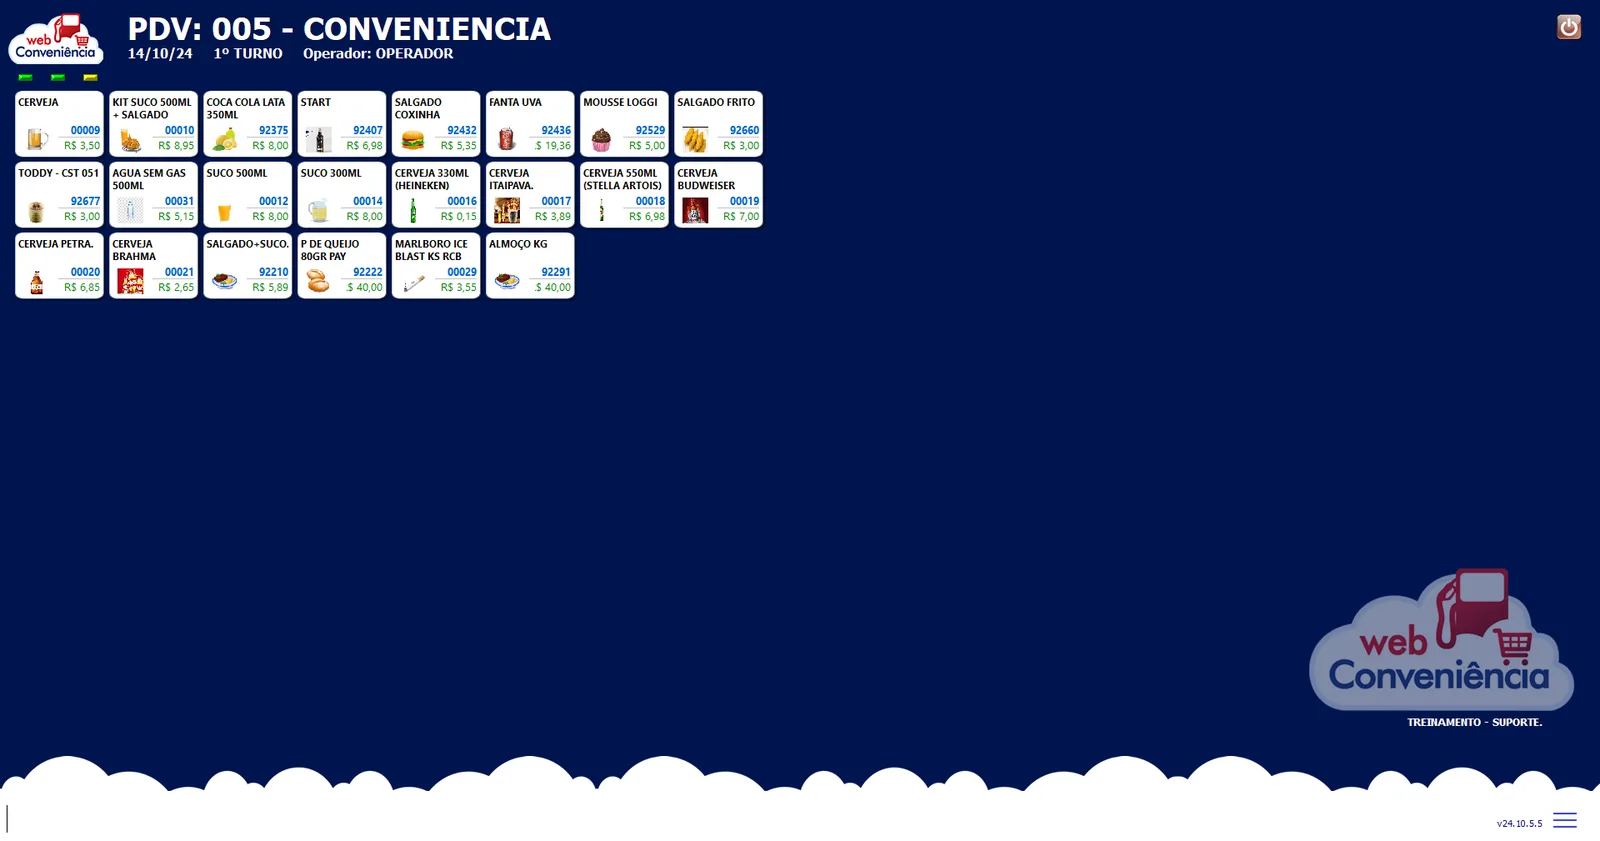 web
Conveniência
PDV: 005 - CONVENIENCIA
14/10/24 1º TURNO Operador: OPERADOR
CERVEJA
00009
R$ 3,50
KIT SUCO 500ML
+ SALGADO
00010
R$ 8,95
COCA COLA LATA
350ML
92375
R$ 8,00
START
92407
R$ 6,98
SALGADO
COXINHA
92432
R$ 5,35
FANTA UVA
92436
.$ 19,36
MOUSSE LOGGI
92529
R$ 5,00
SALGADO FRITO
92660
R$ 3,00
TODDY - CST 051
92677
R$ 3,00
AGUA SEM GAS
500ML
00031
R$ 5,15
SUCO 500ML
00012
R$ 8,00
SUCO 300ML
00014
R$ 8,00
CERVEJA 330ML
(HEINEKEN)
00016
R$ 0,15
CERVEJA
ITAIPAVA.
00017
R$ 3,89
CERVEJA 550ML
(STELLA ARTOIS)
00018
R$ 6,98
CERVEJA
BUDWEISER
00019
R$ 7,00
CERVEJA PETRA.
00020
R$ 6,85
CERVEJA
BRAHMA
00021
R$ 2,65
SALGADO+SUCO.
92210
R$ 5,89
P DE QUEIJO
80GR PAY
92222
.$ 40,00
MARLBORO ICE
BLAST KS RCB
00029
R$ 3,55
ALMOÇO KG
92291
.$ 40,00
web
Conveniência
TREINAMENTO - SUPORTE.
v24.10.5.5